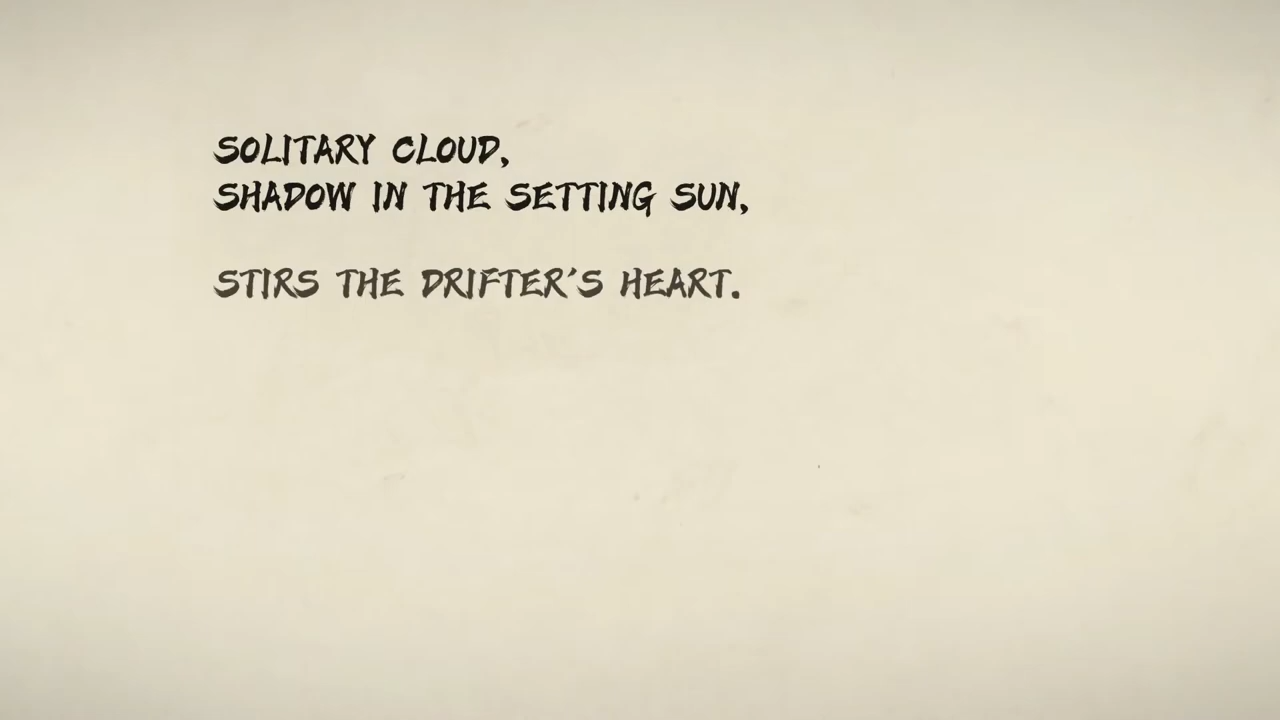 SOLITARY CLOUD,
SHADOW IN THE SETTING SUN,
STIRS THE DRIFTER'S HEART.